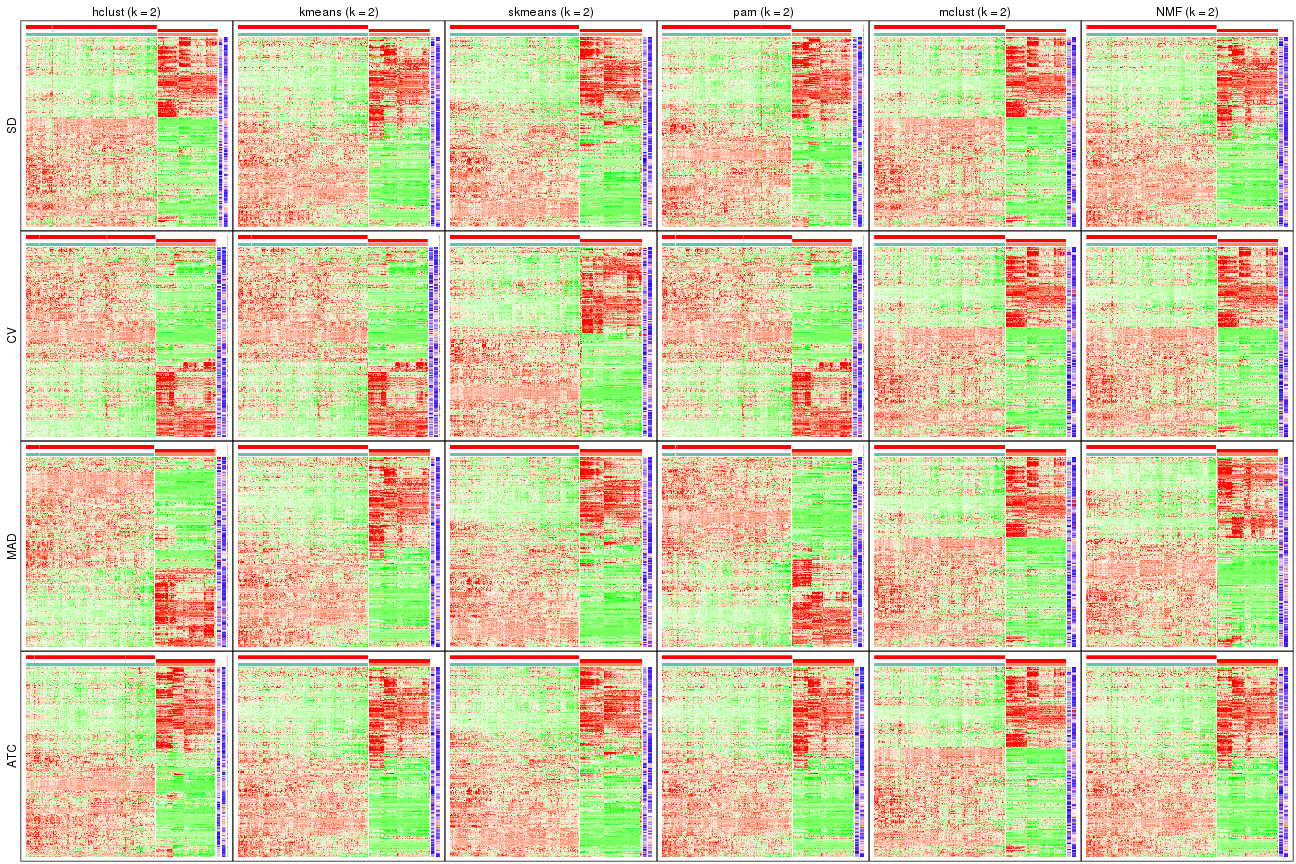 hclust (k = 2) kmeans (k = 2) skmeans (k = 2) pam (k = 2) mclust (k = 2) NMF (k = 2)
SD
CV
MAD
ATC